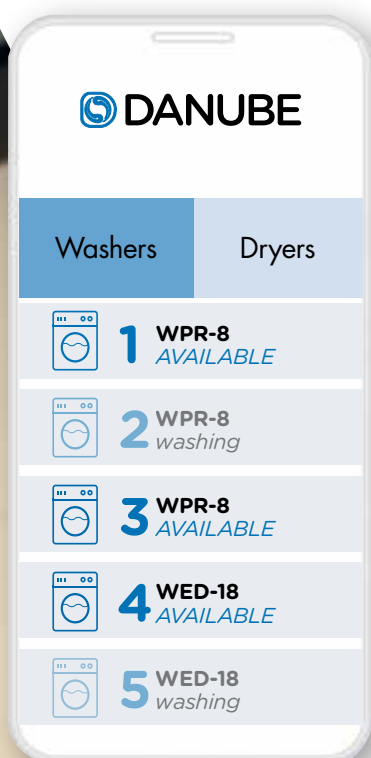 DANUBE
Washers Dryers
1 WPR-8
AVAILABLE
2 WPR-8
washing
3 WPR-8
AVAILABLE
4 WED-18
AVAILABLE
5 WED-18
washing